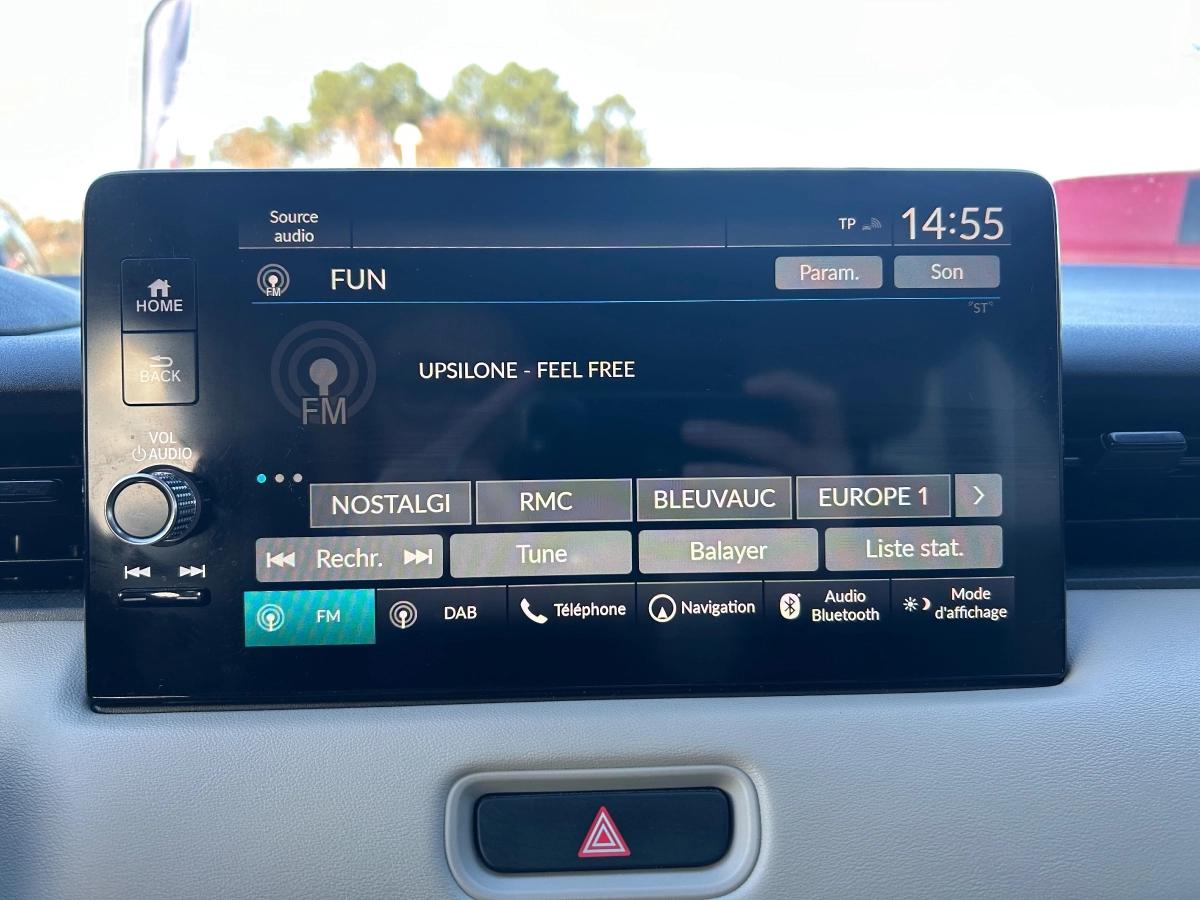 Source
audio
TP
14:55
FM
FUN
Param.
Son
"ST"
HOME
BACK
FM
UPSILONE - FEEL FREE
VOL
AUDIO
NOSTALGI
RMC
BLEUVAUC
EUROPE 1
Rechr.
Tune
Balayer
Liste stat.
FM
DAB
Téléphone
Navigation
Audio
Bluetooth
Mode
d'affichage